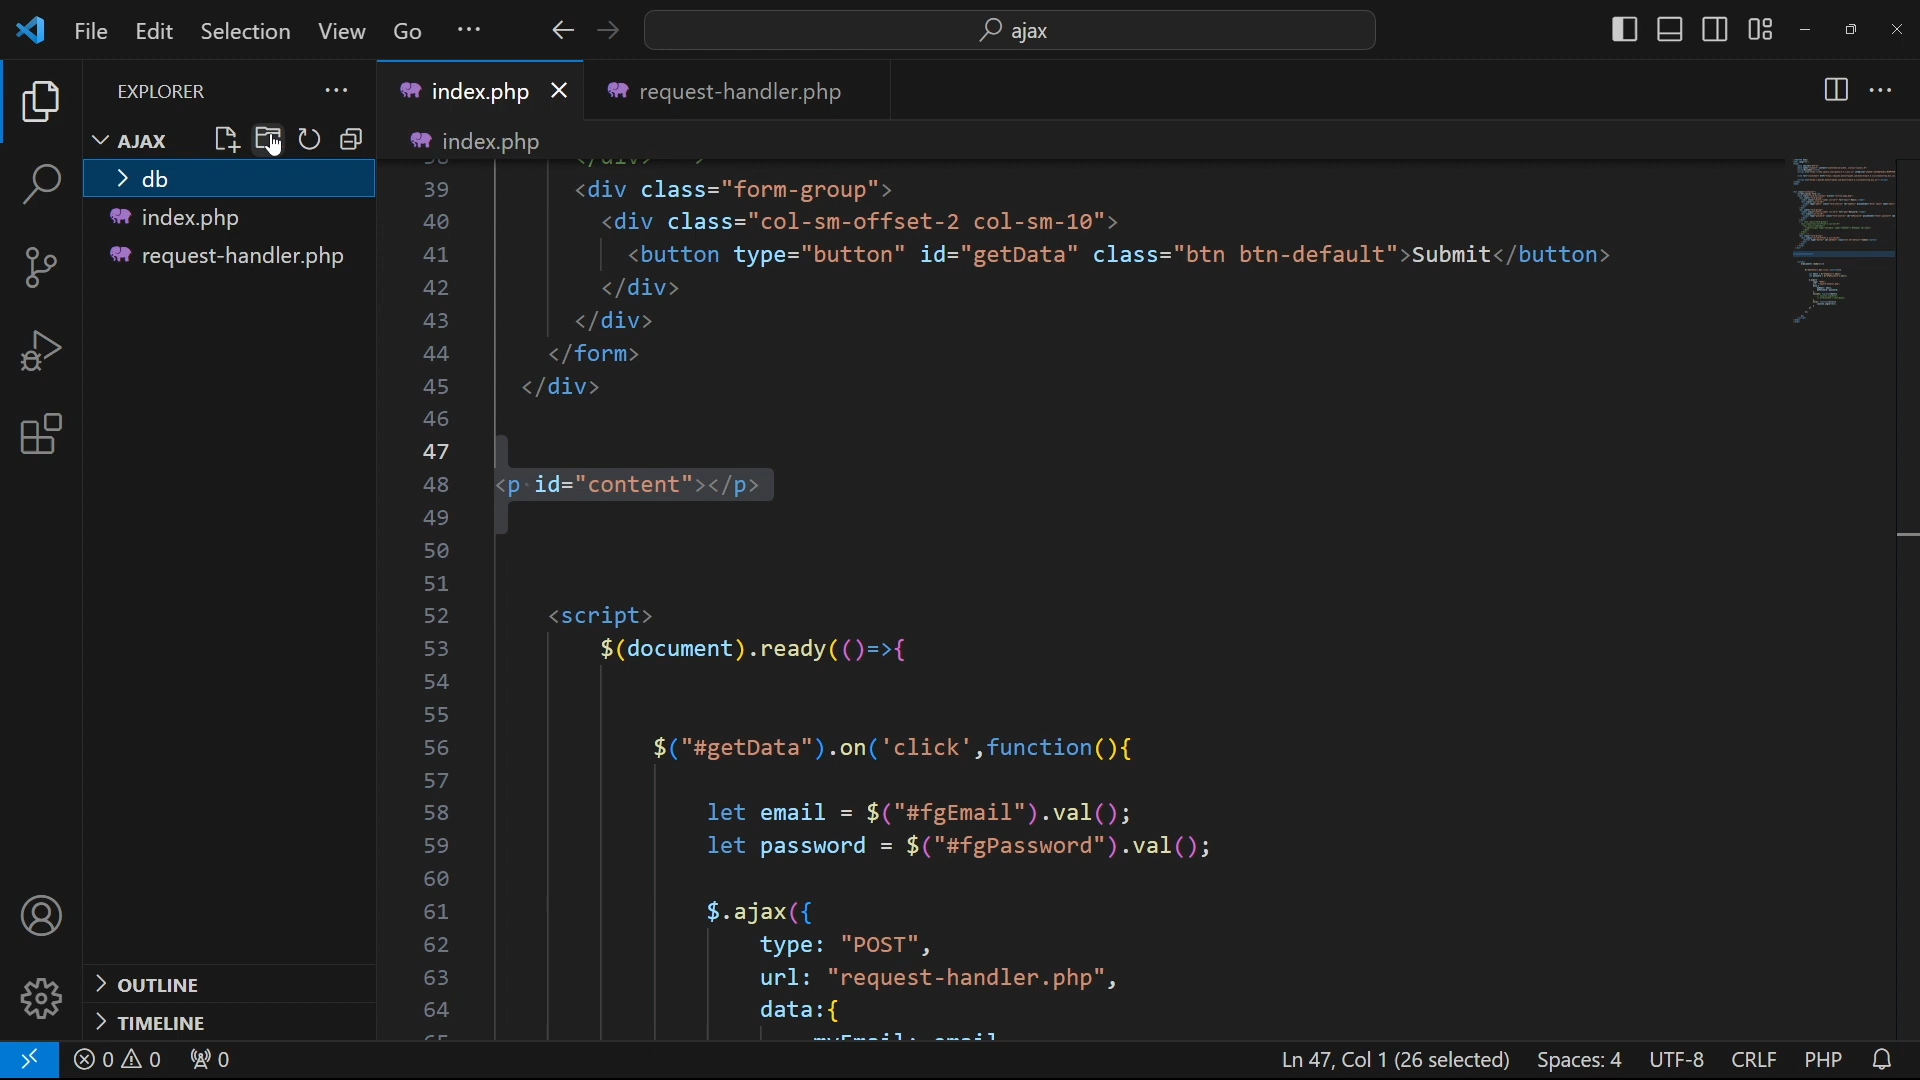 File Edit Selection View Go ··· ajax
EXPLORER ···
AJAX
db
index.php
request-handler.php
OUTLINE
TIMELINE
index.php request-handler.php ···
index.php
39 <div class="form-group">
40 <div class="col-sm-offset-2 col-sm-10">
41 <button type="button" id="getData" class="btn btn-default">Submit</button>
42 </div>
43 </div>
44 </form>
45 </div>
46
47
48 <p id="content"></p>
49
50
51
52 <script>
53 $(document).ready(()=>{
54
55
56 $("#getData").on('click',function(){
57
58 let email = $("#fgEmail").val();
59 let password = $("#fgPassword").val();
60
61 $.ajax({
62 type: "POST",
63 url: "request-handler.php",
64 data:{
0 0 0 Ln 47, Col 1 (26 selected) Spaces: 4 UTF-8 CRLF PHP